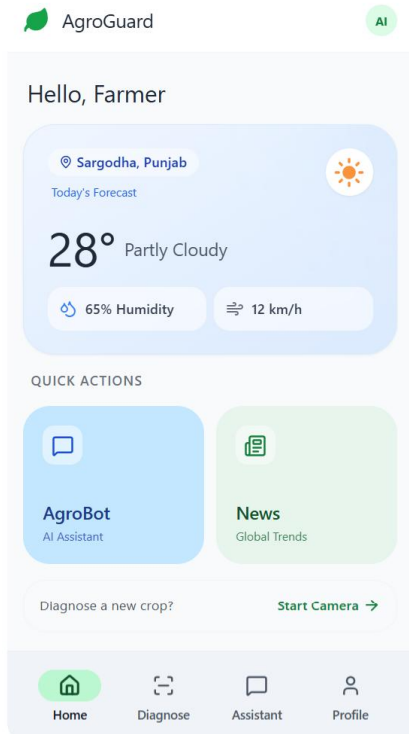 AgroGuard
AI
Hello, Farmer
Sargodha, Punjab
Today's Forecast
28° Partly Cloudy
65% Humidity
12 km/h
QUICK ACTIONS
AgroBot
AI Assistant
News
Global Trends
Diagnose a new crop?
Start Camera →
Home
Diagnose
Assistant
Profile